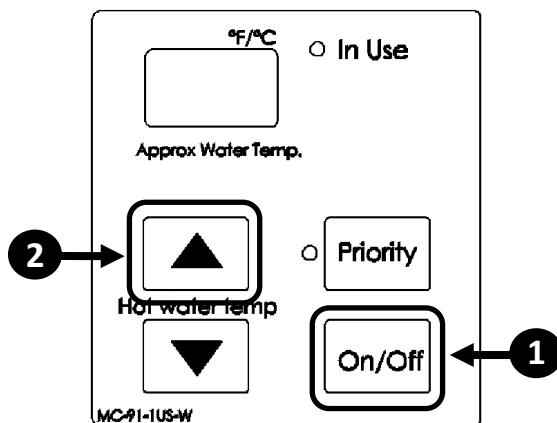 °F/°C
In Use
Approx Water Temp.
2
Priority
Hot water temp
On/Off
1
MC-91-1US-W